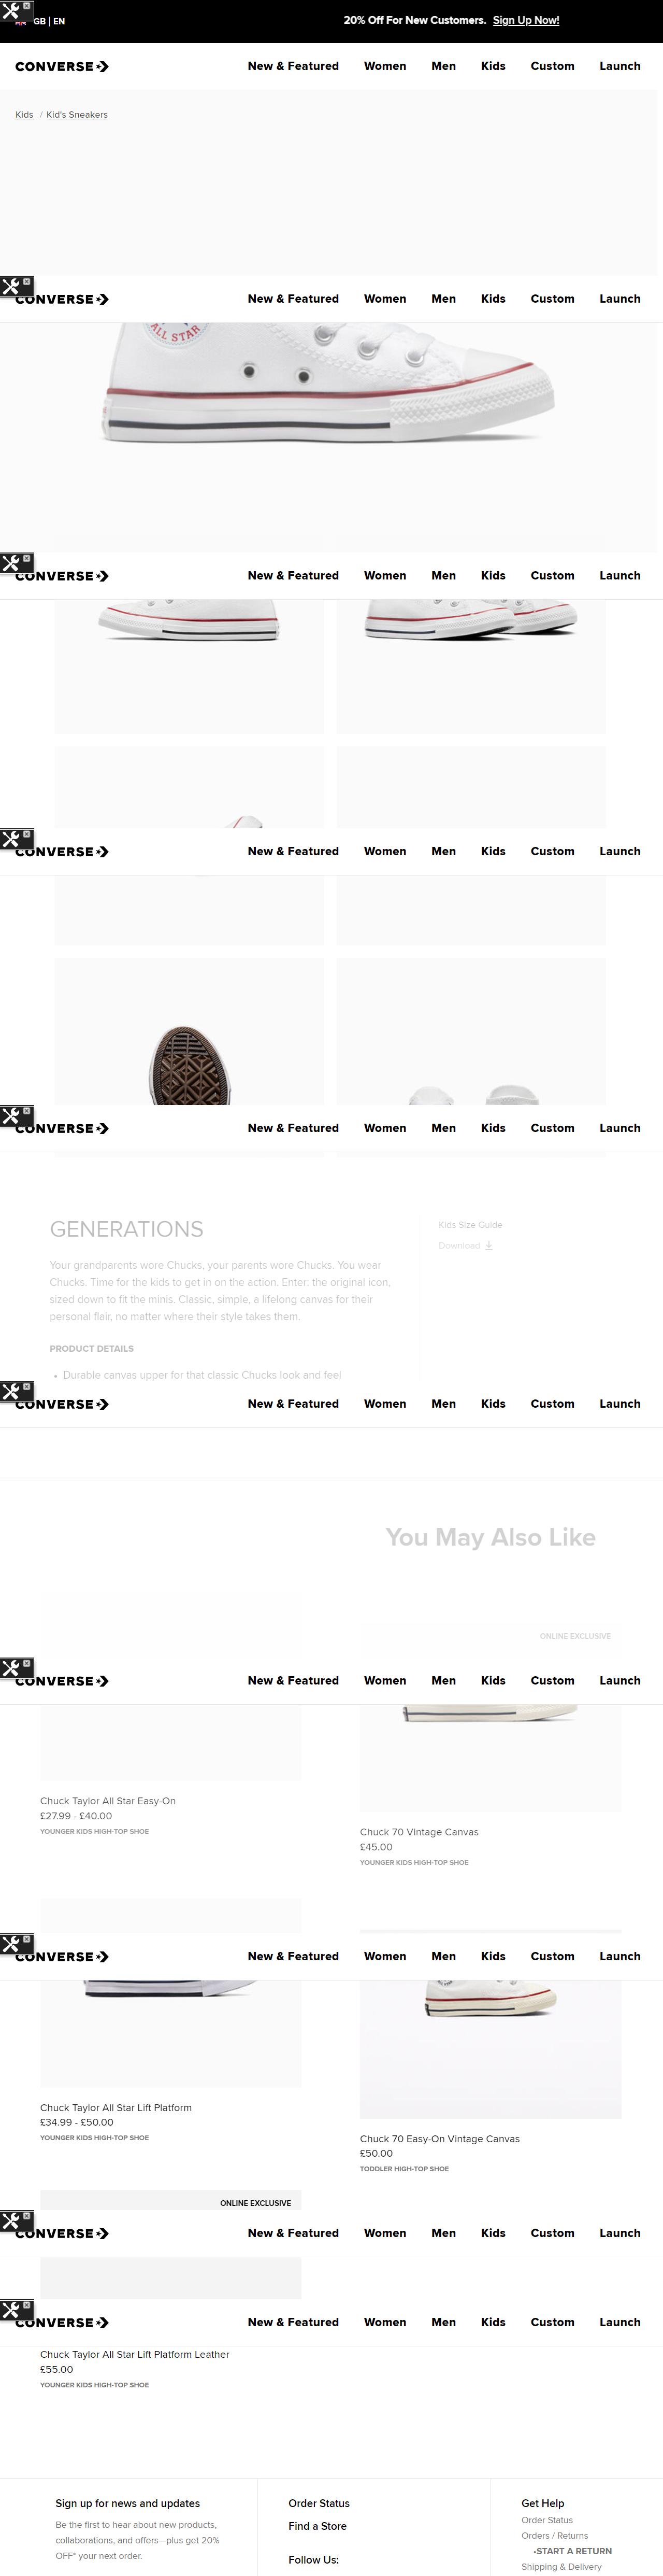 GB | EN
20% Off For New Customers. Sign Up Now!
CONVERSE
New & Featured Women Men Kids Custom Launch
Kids / Kid's Sneakers
CONVERSE
New & Featured Women Men Kids Custom Launch
ALL STAR
CONVERSE
New & Featured Women Men Kids Custom Launch
CONVERSE
New & Featured Women Men Kids Custom Launch
CONVERSE
New & Featured Women Men Kids Custom Launch
GENERATIONS
Your grandparents wore Chucks, your parents wore Chucks. You wear
Chucks. Time for the kids to get in on the action. Enter: the original icon,
sized down to fit the minis. Classic, simple, a lifelong canvas for their
personal flair, no matter where their style takes them.
PRODUCT DETAILS
• Durable canvas upper for that classic Chucks look and feel
Kids Size Guide
Download
CONVERSE
New & Featured Women Men Kids Custom Launch
You May Also Like
ONLINE EXCLUSIVE
CONVERSE
New & Featured Women Men Kids Custom Launch
Chuck Taylor All Star Easy-On
£27.99 - £40.00
YOUNGER KIDS HIGH-TOP SHOE
Chuck 70 Vintage Canvas
£45.00
YOUNGER KIDS HIGH-TOP SHOE
CONVERSE
New & Featured Women Men Kids Custom Launch
Chuck Taylor All Star Lift Platform
£34.99 - £50.00
YOUNGER KIDS HIGH-TOP SHOE
Chuck 70 Easy-On Vintage Canvas
£50.00
TODDLER HIGH-TOP SHOE
ONLINE EXCLUSIVE
CONVERSE
New & Featured Women Men Kids Custom Launch
CONVERSE
New & Featured Women Men Kids Custom Launch
Chuck Taylor All Star Lift Platform Leather
£55.00
YOUNGER KIDS HIGH-TOP SHOE
Sign up for news and updates
Be the first to hear about new products,
collaborations, and offers—plus get 20%
OFF* your next order.
Order Status
Find a Store
Follow Us:
Get Help
Order Status
Orders / Returns
•START A RETURN
Shipping & Delivery